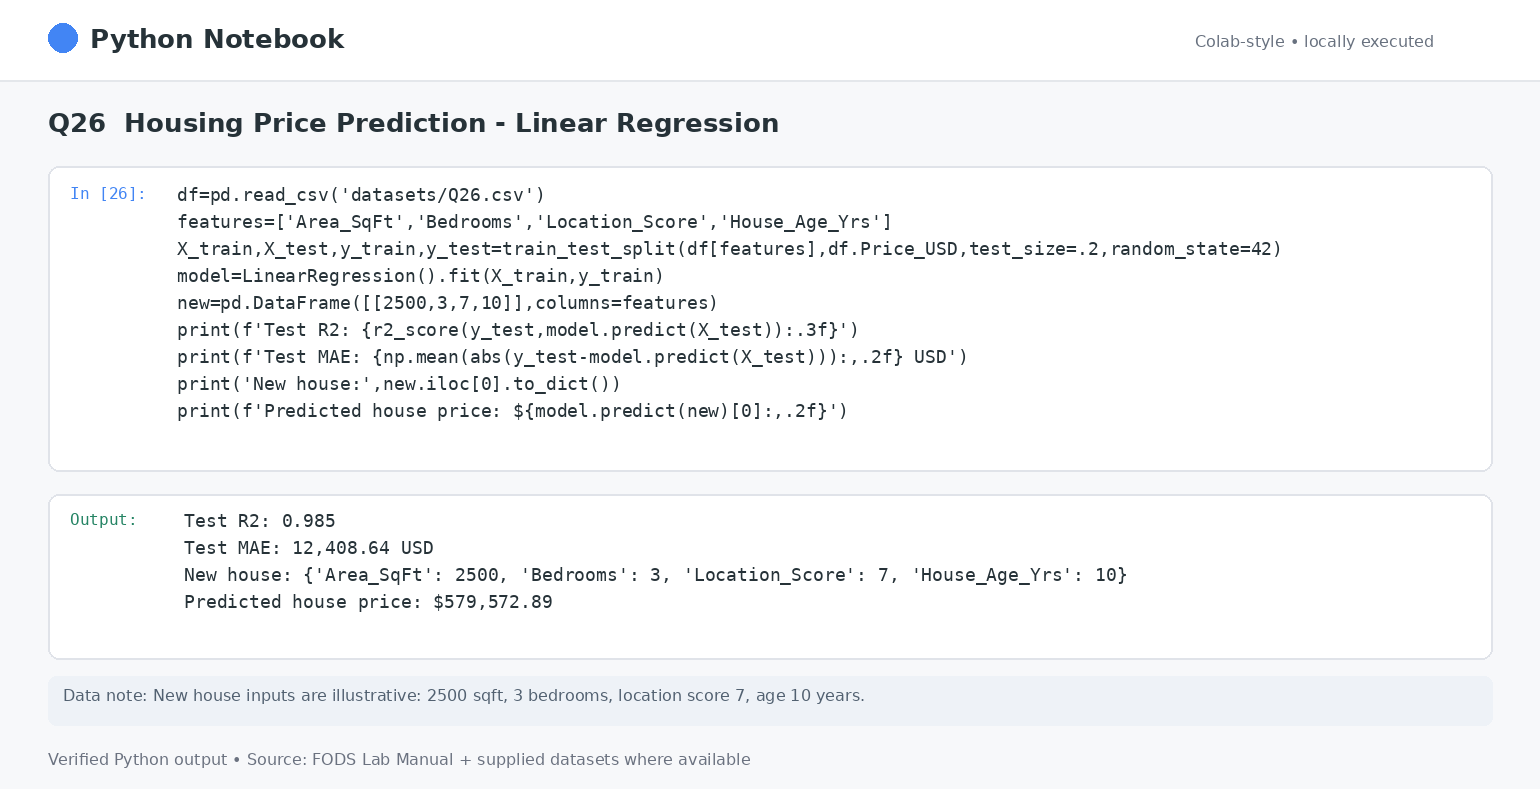 Python Notebook
Colab-style • locally executed
Q26  Housing Price Prediction - Linear Regression
In [26]:
df=pd.read_csv('datasets/Q26.csv')
features=['Area_SqFt','Bedrooms','Location_Score','House_Age_Yrs']
X_train,X_test,y_train,y_test=train_test_split(df[features],df.Price_USD,test_size=.2,random_state=42)
model=LinearRegression().fit(X_train,y_train)
new=pd.DataFrame([[2500,3,7,10]],columns=features)
print(f'Test R2: {r2_score(y_test,model.predict(X_test)):.3f}')
print(f'Test MAE: {np.mean(abs(y_test-model.predict(X_test))):,.2f} USD')
print('New house:',new.iloc[0].to_dict())
print(f'Predicted house price: ${model.predict(new)[0]:,.2f}')
Output:
Test R2: 0.985
Test MAE: 12,408.64 USD
New house: {'Area_SqFt': 2500, 'Bedrooms': 3, 'Location_Score': 7, 'House_Age_Yrs': 10}
Predicted house price: $579,572.89
Data note: New house inputs are illustrative: 2500 sqft, 3 bedrooms, location score 7, age 10 years.
Verified Python output • Source: FODS Lab Manual + supplied datasets where available